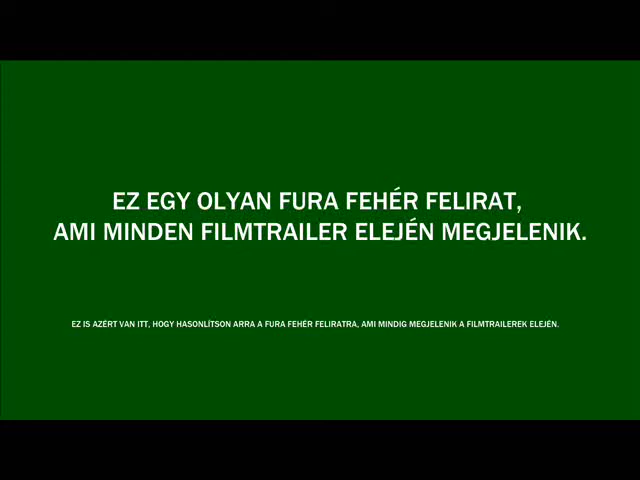 EZ EGY OLYAN FURA FEHÉR FELIRAT,
AMI MINDEN FILMTRAILER ELEJÉN MEGJELENIK.
EZ IS AZÉRT VAN ITT, HOGY HASONLÍTSON ARRA A FURA FEHÉR FELIRATRA, AMI MINDIG MEGJELENIK A FILMTRAILEREK ELEJÉN.